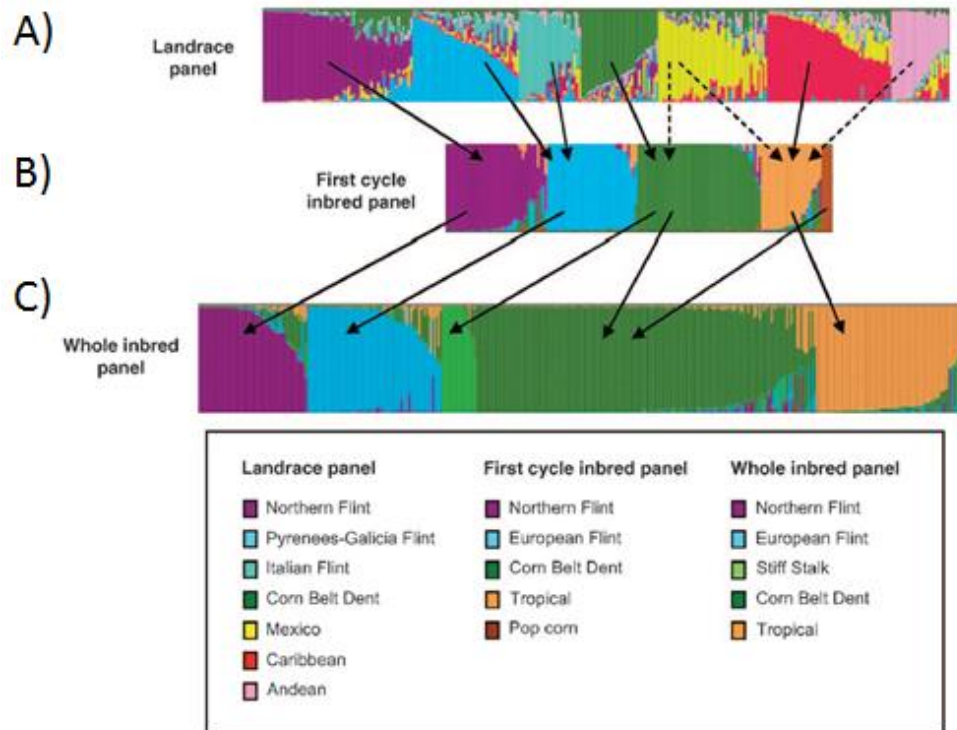 A)
Landrace
panel
B)
First cycle
inbred panel
C)
Whole inbred
panel
Landrace panel
Northern Flint
Pyrenees-Galicia Flint
Italian Flint
Corn Belt Dent
Mexico
Caribbean
Andean
First cycle inbred panel
Northern Flint
European Flint
Corn Belt Dent
Tropical
Pop corn
Whole inbred panel
Northern Flint
European Flint
Stiff Stalk
Corn Belt Dent
Tropical